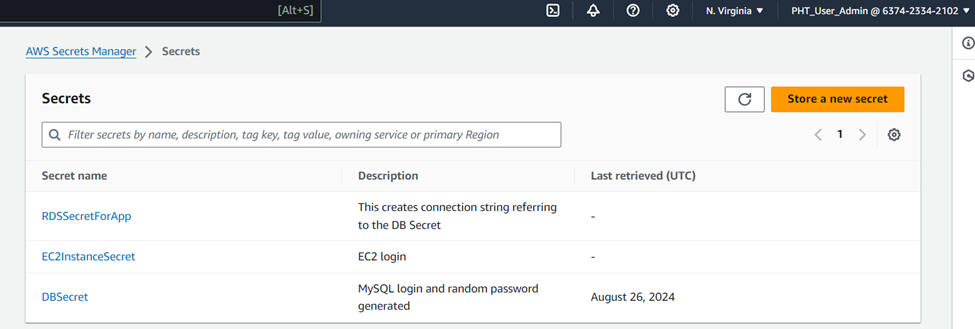 [Alt+S]
N. Virginia
PHT_User_Admin @ 6374-2334-2102
AWS Secrets Manager
Secrets
Secrets
Store a new secret
Filter secrets by name, description, tag key, tag value, owning service or primary Region
1
Secret name
Description
Last retrieved (UTC)
RDSSecretForApp
This creates connection string referring
to the DB Secret
-
EC2InstanceSecret
EC2 login
-
DBSecret
MySQL login and random password
generated
August 26, 2024